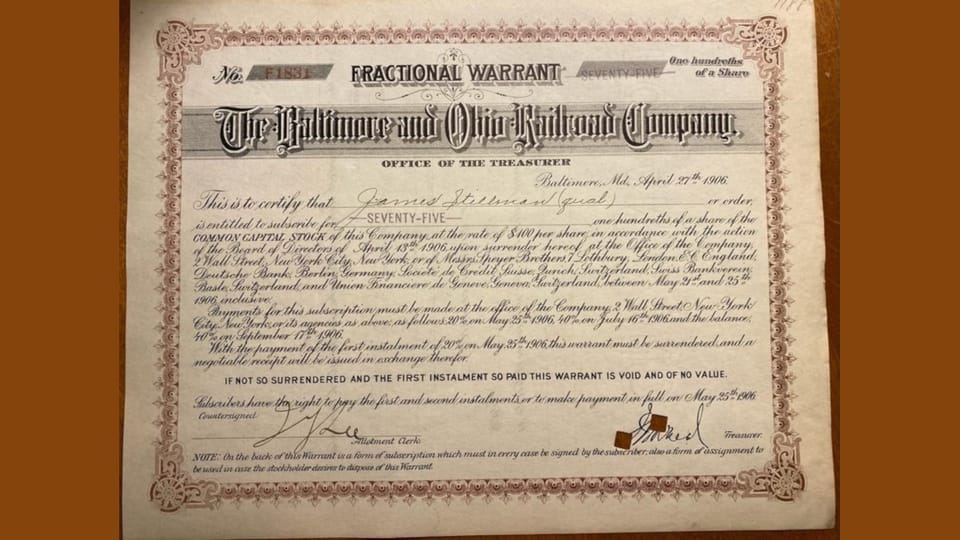 No. F1831 FRACTIONAL WARRANT SEVENTY-FIVE One hundredths of a Share
The Baltimore and Ohio Railroad Company.
OFFICE OF THE TREASURER
Baltimore, Md. April 27th 1906.
This is to certify that James Stillman (qual) or order,
is entitled to subscribe for SEVENTY-FIVE one hundredths of a share of the
COMMON CAPITAL STOCK of this Company, at the rate of $100 per share in accordance with the action
of the Board of Directors of April 13th 1906, upon surrender hereof, at the Office of the Company,
2 Wall Street, New York City, New York, or of Messrs Speyer Brothers, 7 Lothbury, London, E.C. England,
Deutsche Bank, Berlin, Germany, Societe de Credit Suisse, Zurich, Switzerland, Swiss Bankverein,
Basle, Switzerland, and Union Financiere de Geneve, Geneva, Switzerland, between May 21st and 25th
1906, inclusive.
Payments for this subscription must be made at the office of the Company, 2 Wall Street, New York
City, New York, or its agencies as above, as follows, 20% on May 25th 1906, 40% on July 16th 1906, and the balance,
40% on September 17th 1906.
With the payment of the first instalment of 20% on May 25th 1906, this warrant must be surrendered, and a
negotiable receipt will be issued in exchange therefor.
IF NOT SO SURRENDERED AND THE FIRST INSTALMENT SO PAID THIS WARRANT IS VOID AND OF NO VALUE.
Subscribers have the right to pay the first and second instalments, or to make payment in full on May 25th 1906.
Countersigned
Lee Allotment Clerk. Treasurer.
NOTE: On the back of this Warrant is a form of subscription which must in every case be signed by the subscriber; also a form of assignment to
be used in case the stockholder desires to dispose of this Warrant.